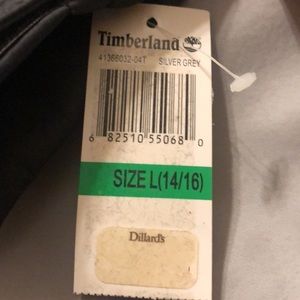 Timberland
41366032-04T SILVER GREY
6 82510 55068 0
SIZE L(14/16)
Dillard's